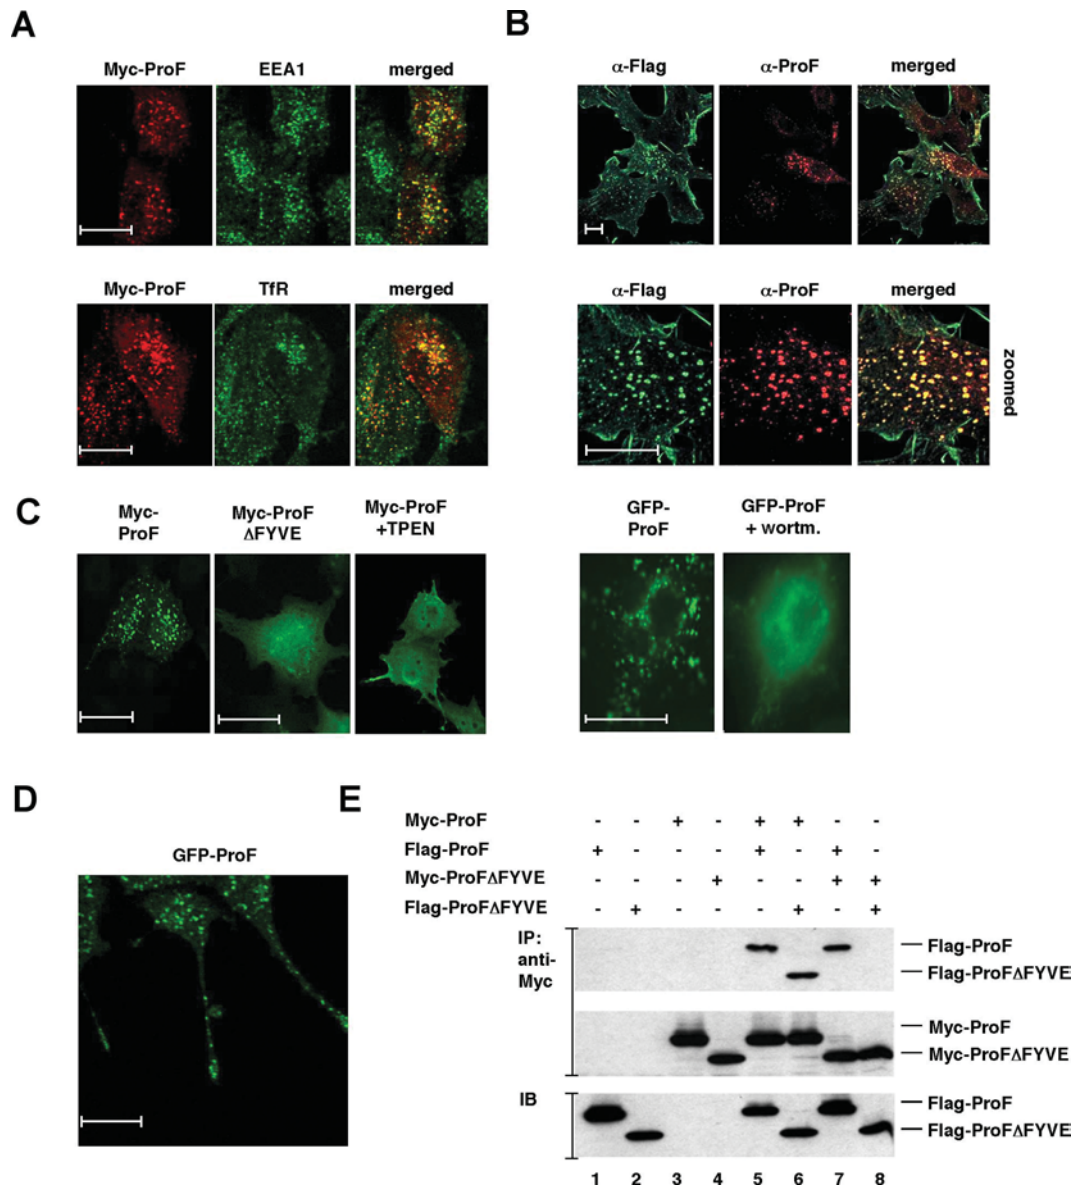 A
Myc-ProF EEA1 merged
Myc-ProF TfR merged
B
α-Flag α-ProF merged
α-Flag α-ProF merged
zoomed
C
Myc-
ProF
Myc-ProF
ΔFYVE
Myc-ProF
+TPEN
GFP-
ProF
GFP-ProF
+ wortm.
D
GFP-ProF
E
Myc-ProF - - + - + + - -
Flag-ProF + - - - + - + -
Myc-ProFΔFYVE - - - + - - + +
Flag-ProFΔFYVE - + - - - + - +
IP:
anti-
Myc
Flag-ProF
Flag-ProFΔFYVE
Myc-ProF
Myc-ProFΔFYVE
IB
Flag-ProF
Flag-ProFΔFYVE
1 2 3 4 5 6 7 8